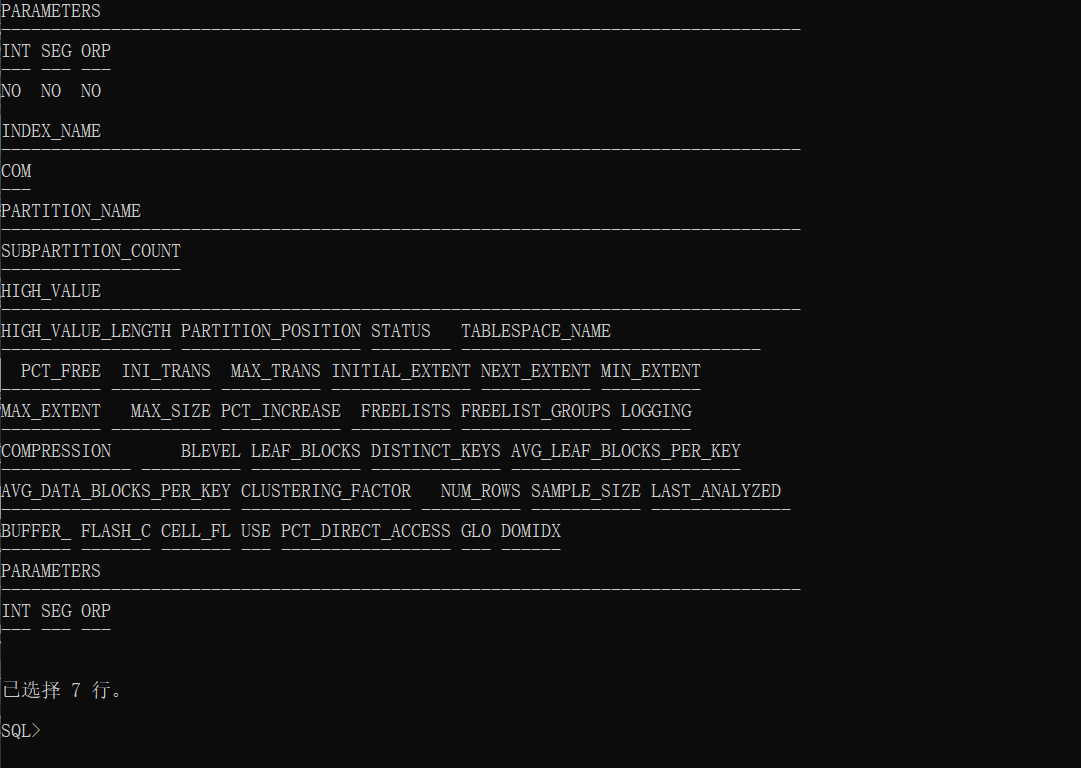 PARAMETERS
--------------------------------------------------------------------------------
INT SEG ORP
--- --- ---
NO  NO  NO

INDEX_NAME
--------------------------------------------------------------------------------
COM
---
PARTITION_NAME
--------------------------------------------------------------------------------
SUBPARTITION_COUNT
------------------
HIGH_VALUE
--------------------------------------------------------------------------------
HIGH_VALUE_LENGTH PARTITION_POSITION STATUS   TABLESPACE_NAME
----------------- ------------------ -------- ------------------------------
  PCT_FREE  INI_TRANS  MAX_TRANS INITIAL_EXTENT NEXT_EXTENT MIN_EXTENT
---------- ---------- ---------- -------------- ----------- ----------
MAX_EXTENT   MAX_SIZE PCT_INCREASE  FREELISTS FREELIST_GROUPS LOGGING
---------- ---------- ------------ ---------- --------------- -------
COMPRESSION       BLEVEL LEAF_BLOCKS DISTINCT_KEYS AVG_LEAF_BLOCKS_PER_KEY
------------- ---------- ----------- ------------- -----------------------
AVG_DATA_BLOCKS_PER_KEY CLUSTERING_FACTOR   NUM_ROWS SAMPLE_SIZE LAST_ANALYZED
----------------------- ----------------- ---------- ----------- --------------
BUFFER_ FLASH_C CELL_FL USE PCT_DIRECT_ACCESS GLO DOMIDX
------- ------- ------- --- ----------------- --- ------
PARAMETERS
--------------------------------------------------------------------------------
INT SEG ORP
--- --- ---

已选择 7 行。

SQL>